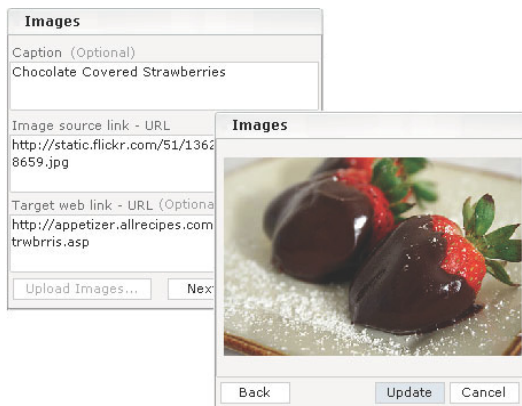 Images
Caption (Optional)
Chocolate Covered Strawberries
Image source link - URL
http://static.flickr.com/51/1362
8659.jpg
Target web link - URL (Optiona
http://appetizer.allrecipes.com
trwbrris.asp
Upload Images...
Nex
Images
Back
Update
Cancel